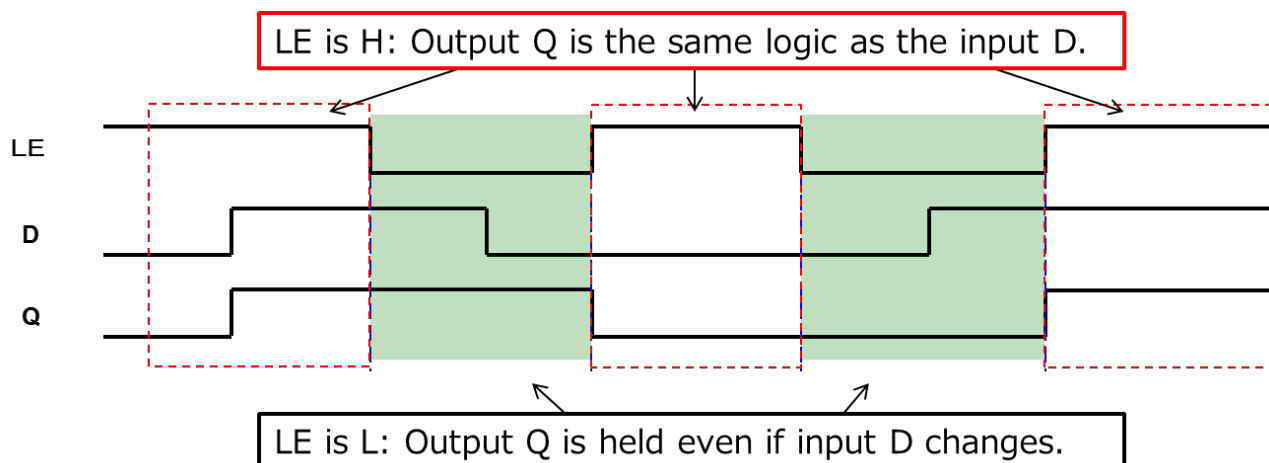 LE is H: Output Q is the same logic as the input D.
LE
D
Q
LE is L: Output Q is held even if input D changes.